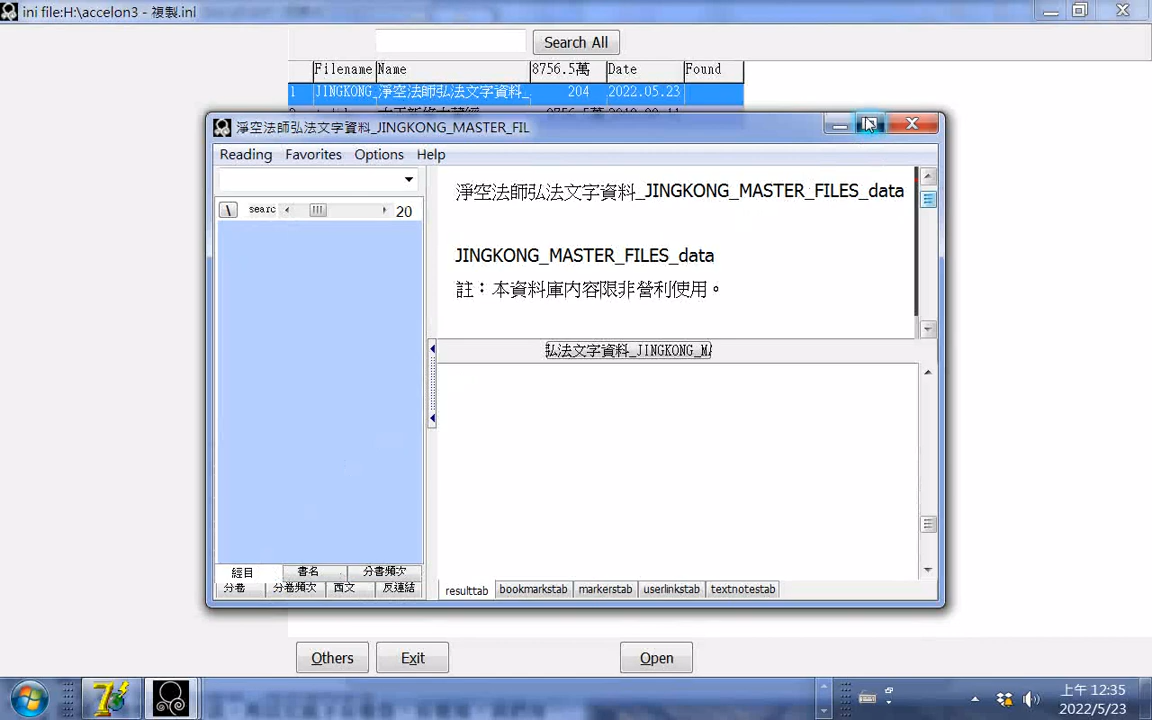 ini file:H:\accelon3 - 複製.inl
Search All
Filename Name 8756.5萬 Date Found
1 JINGKONG_淨空法師弘法文字資料_ 204 2022.05.23
淨空法師弘法文字資料_JINGKONG_MASTER_FIL
Reading Favorites Options Help
\ searc 20
淨空法師弘法文字資料_JINGKONG_MASTER_FILES_data
JINGKONG_MASTER_FILES_data
註：本資料庫内容限非營利使用。
弘法文字資料_JINGKONG_MA
經目 書名 分書頻次
分卷 分卷頻次 西文 反連結
resulttab bookmarkstab markerstab userlinkstab textnotestab
Others Exit Open
上午 12:35
2022/5/23